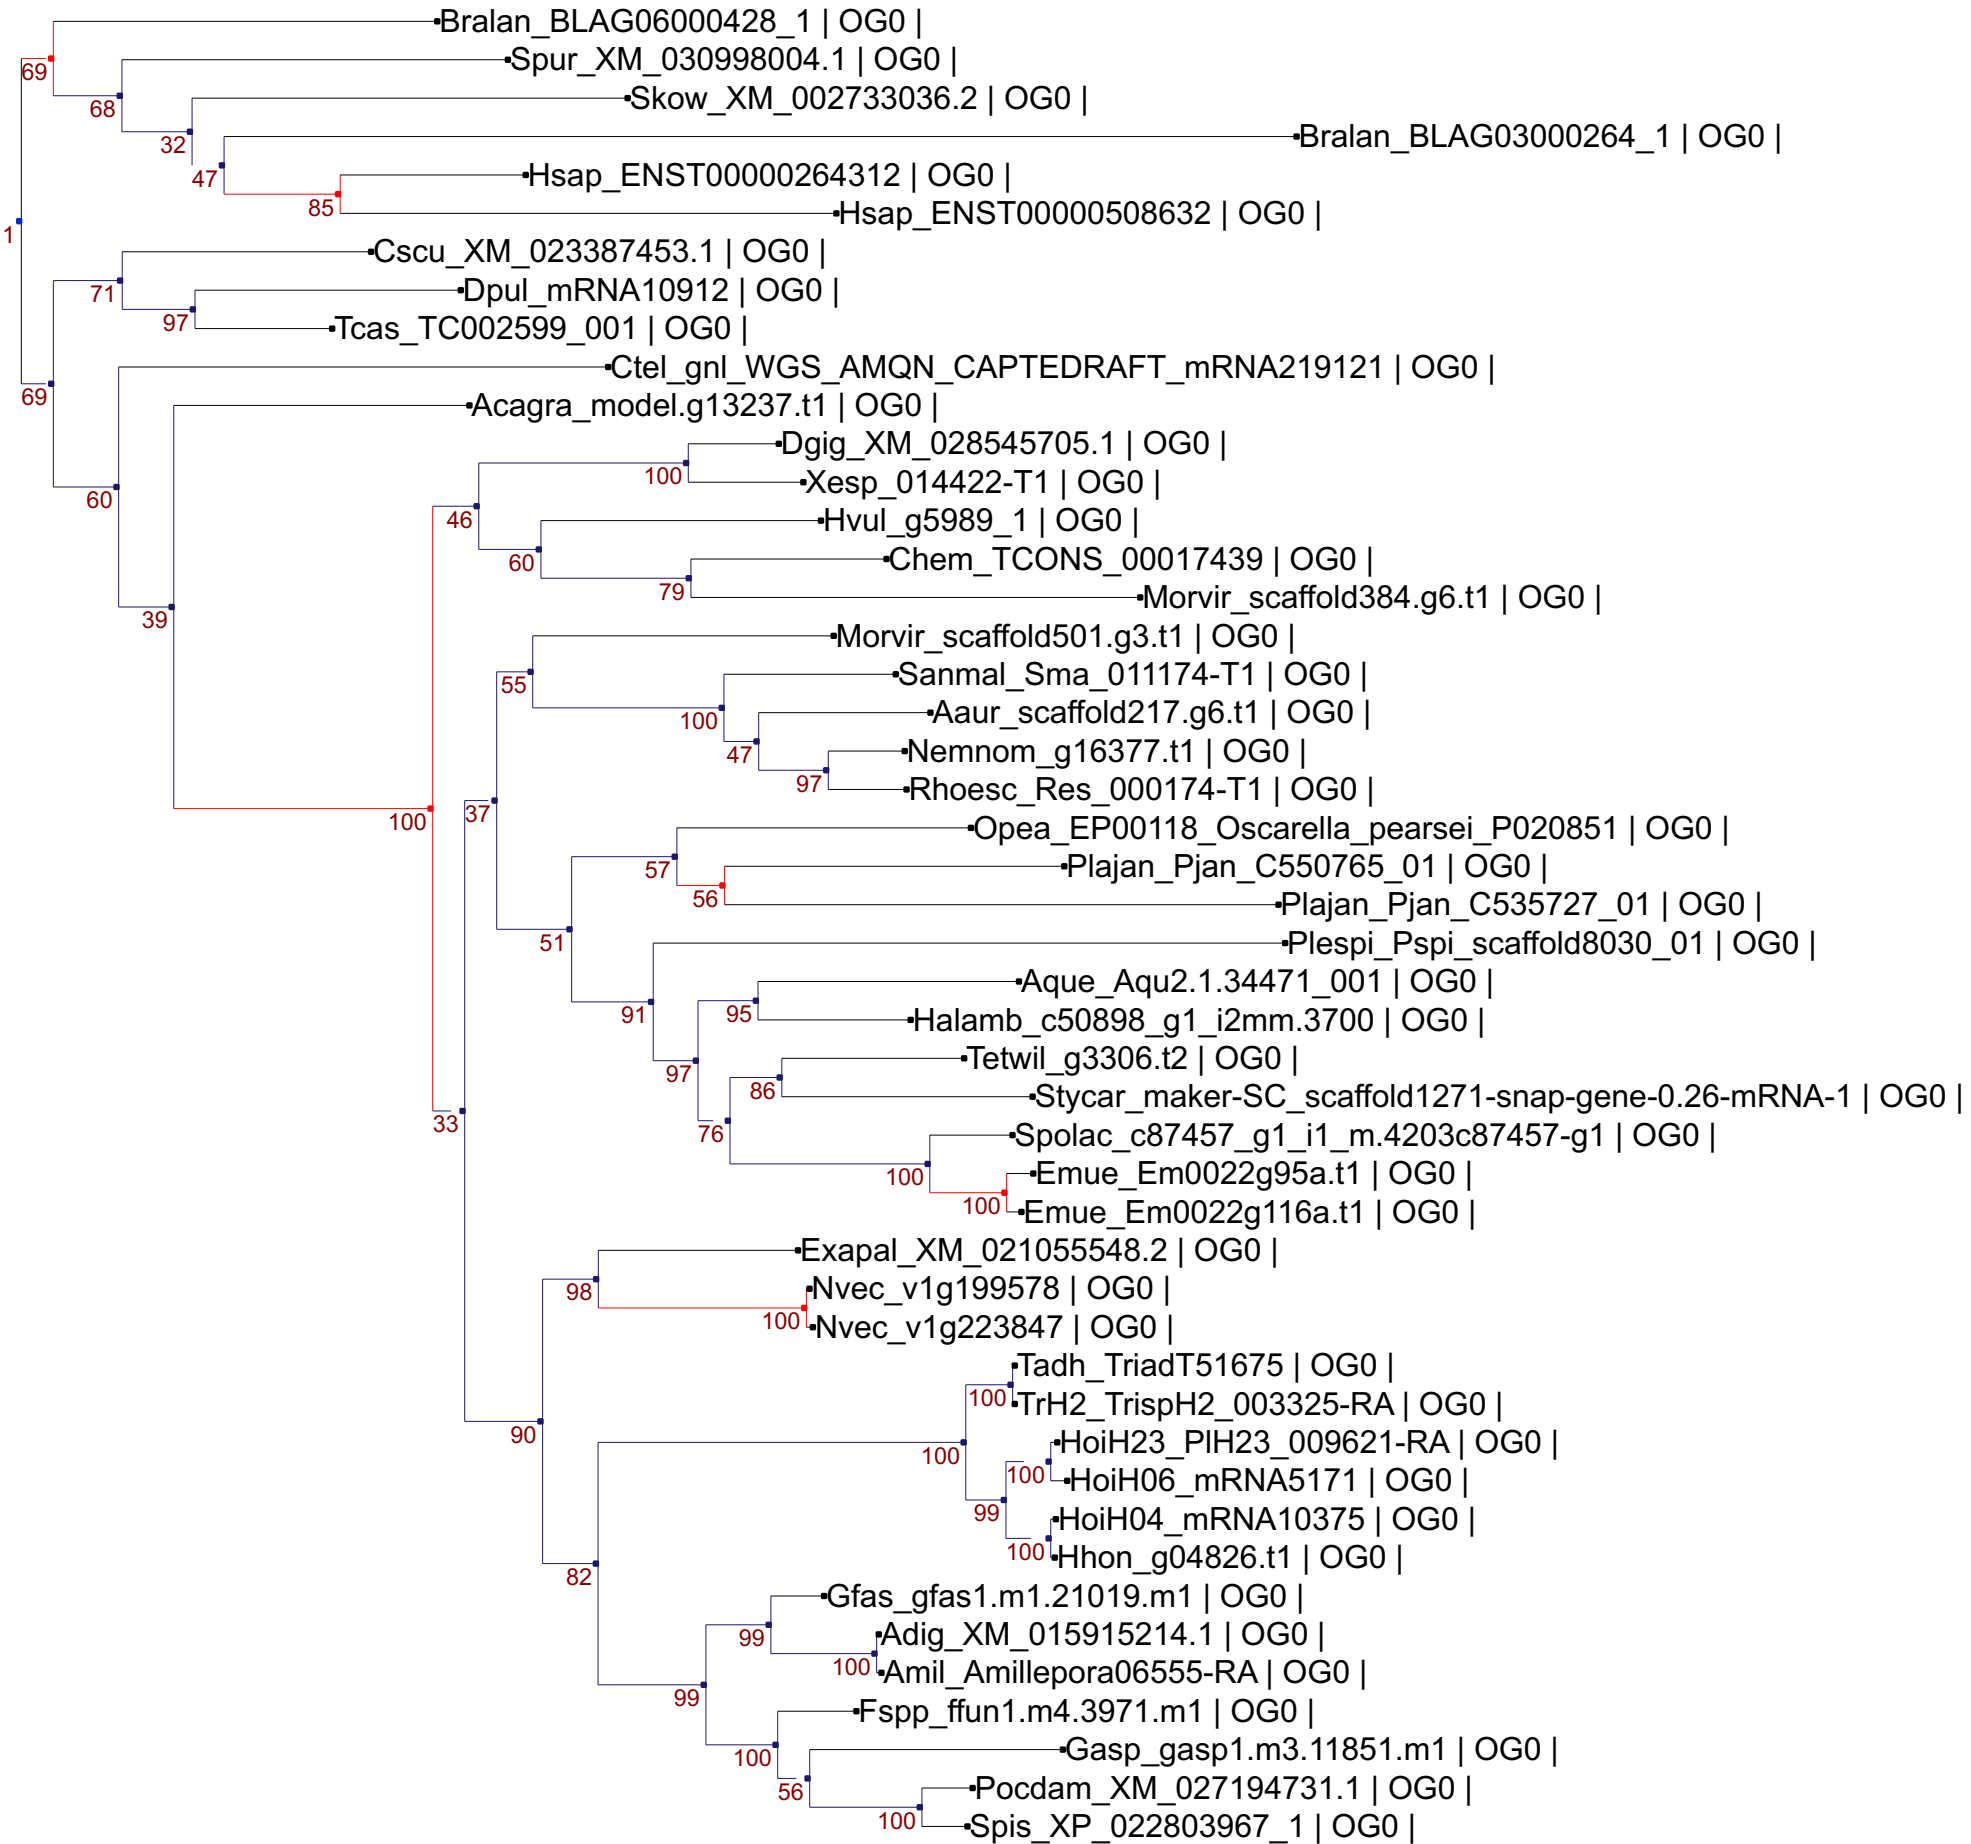 Bralan_BLAG06000428_1 | OG0 |
Spur_XM_030998004.1 | OG0 |
69
Skow_XM_002733036.2 | OG0 |
68
Bralan_BLAG03000264_1 | OG0 |
32
Hsap_ENST00000264312 | OG0 |
47
85
Hsap_ENST00000508632 | OG0 |
1
Cscu_XM_023387453.1 | OG0 |
71
Dpul_mRNA10912 | OG0 |
97
Tcas_TC002599_001 | OG0 |
Ctel_gnl_WGS_AMQN_CAPTEDRAFT_mRNA219121 | OG0 |
69
Acagra_model.g13237.t1 | OG0 |
Dgig_XM_028545705.1 | OG0 |
100
Xesp_014422-T1 | OG0 |
60
46
Hvul_g5989_1 | OG0 |
60
Chem_TCONS_00017439 | OG0 |
79
Morvir_scaffold384.g6.t1 | OG0 |
39
Morvir_scaffold501.g3.t1 | OG0 |
55
Sanmal_Sma_011174-T1 | OG0 |
100
Aaur_scaffold217.g6.t1 | OG0 |
47
Nemnom_g16377.t1 | OG0 |
97
Rhoesc_Res_000174-T1 | OG0 |
37
100
Opea_EP00118_Oscarella_pearsei_P020851 | OG0 |
57
Plajan_Pjan_C550765_01 | OG0 |
56
Plajan_Pjan_C535727_01 | OG0 |
51
Plespi_Pspi_scaffold8030_01 | OG0 |
Aque_Aqu2.1.34471_001 | OG0 |
91
95
Halamb_c50898_g1_i2mm.3700 | OG0 |
Tetwil_g3306.t2 | OG0 |
97
86
Stycar_maker-SC_scaffold1271-snap-gene-0.26-mRNA-1 | OG0 |
33
76
Spolac_c87457_g1_i1_m.4203c87457-g1 | OG0 |
100
Emue_Em0022g95a.t1 | OG0 |
100
Emue_Em0022g116a.t1 | OG0 |
Exapal_XM_021055548.2 | OG0 |
98
Nvec_v1g199578 | OG0 |
100
Nvec_v1g223847 | OG0 |
Tadh_TriadT51675 | OG0 |
100
TrH2_TrispH2_003325-RA | OG0 |
90
HoiH23_PlH23_009621-RA | OG0 |
100
100
HoiH06_mRNA5171 | OG0 |
99
HoiH04_mRNA10375 | OG0 |
100
Hhon_g04826.t1 | OG0 |
82
Gfas_gfas1.m1.21019.m1 | OG0 |
99
Adig_XM_015915214.1 | OG0 |
100
Amil_Amillepora06555-RA | OG0 |
99
Fspp_ffun1.m4.3971.m1 | OG0 |
100
Gasp_gasp1.m3.11851.m1 | OG0 |
56
Pocdam_XM_027194731.1 | OG0 |
100
Spis_XP_022803967_1 | OG0 |